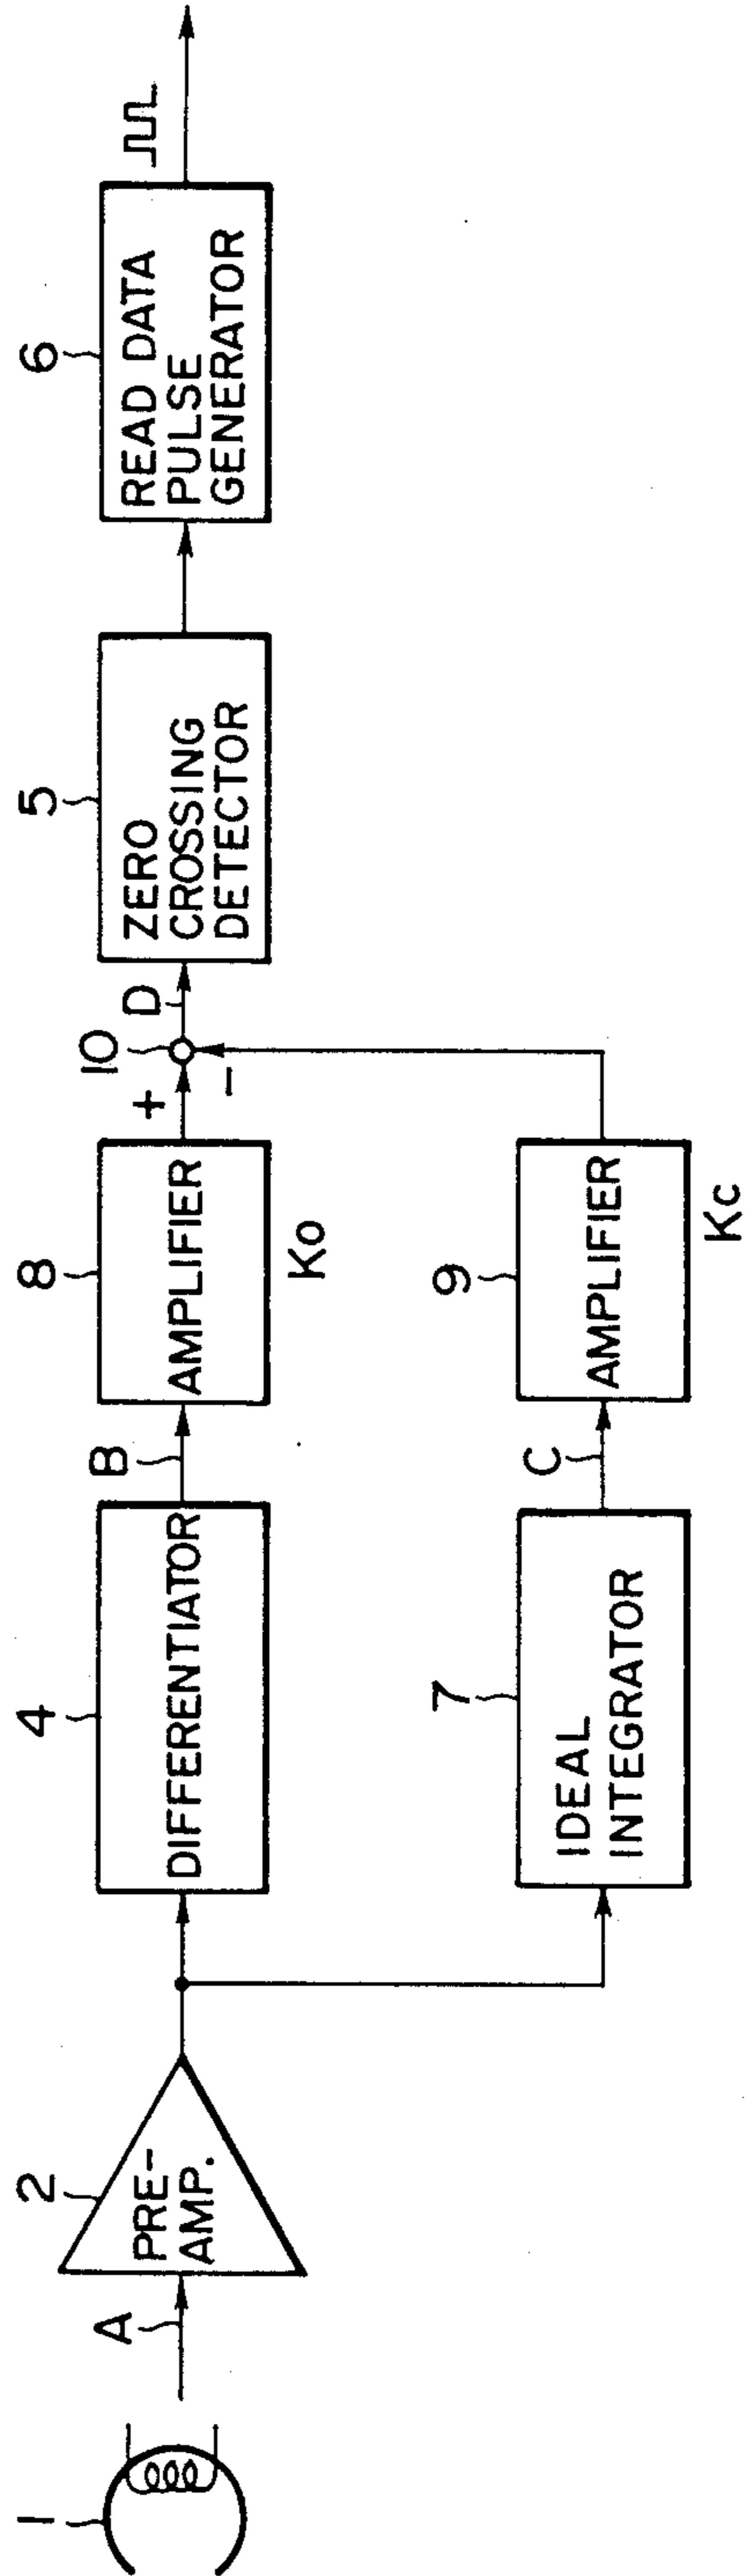 1
A
2
PRE-
AMP.
4
DIFFERENTIATOR
B
8
AMPLIFIER
Ko
+
-
10
D
5
ZERO
CROSSING
DETECTOR
6
READ DATA
PULSE
GENERATOR
7
IDEAL
INTEGRATOR
C
9
AMPLIFIER
Kc